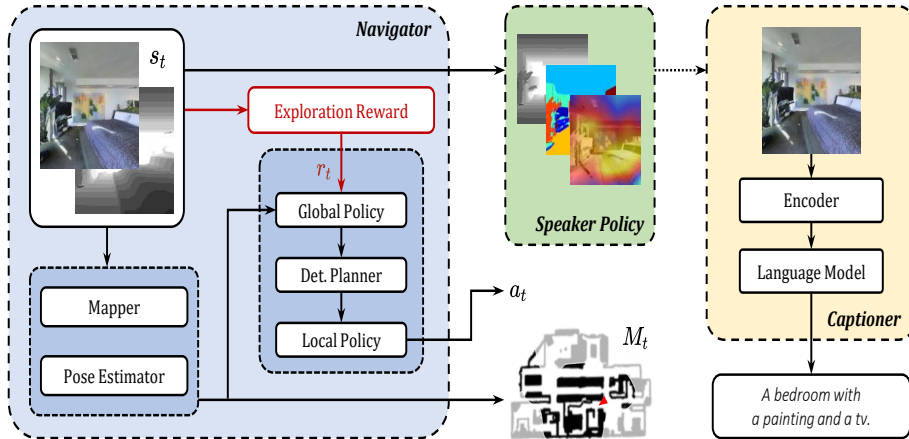 Navigator
s_t
Exploration Reward
r_t
Global Policy
Det. Planner
Local Policy
Mapper
Pose Estimator
Speaker Policy
a_t
M_t
Encoder
Language Model
Captioner
A bedroom with
a painting and a tv.